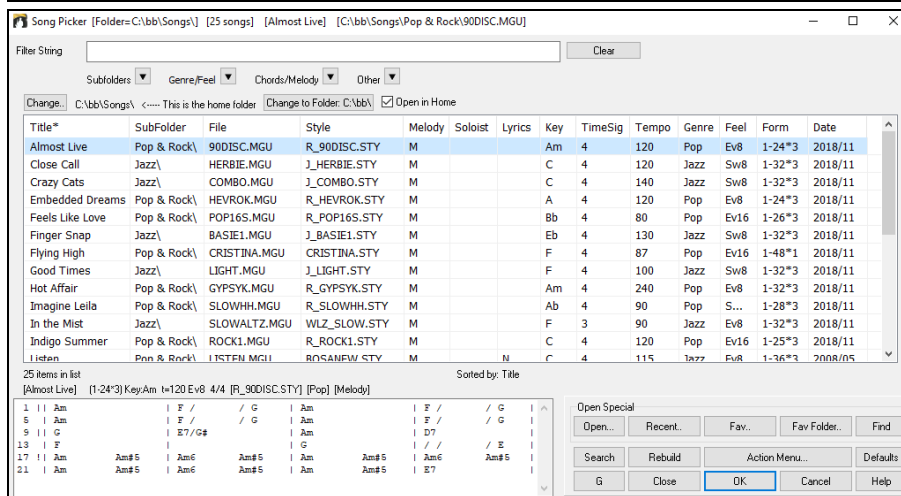 Song Picker [Folder=C:\bb\Songs\] [25 songs] [Almost Live] [C:\bb\Songs\Pop & Rock\90DISC.MGU]
Filter String Clear
Subfolders Genre/Feel Chords/Melody Other
Change.. C:\bb\Songs\ <----- This is the home folder Change to Folder: C:\bb\ Open in Home
Title* SubFolder File Style Melody Soloist Lyrics Key TimeSig Tempo Genre Feel Form Date
Almost Live Pop & Rock\ 90DISC.MGU R_90DISC.STY M Am 4 120 Pop Ev8 1-24*3 2018/11
Close Call Jazz\ HERBIE.MGU J_HERBIE.STY M C 4 120 Jazz Sw8 1-32*3 2018/11
Crazy Cats Jazz\ COMBO.MGU J_COMBO.STY M C 4 140 Jazz Sw8 1-32*3 2018/11
Embedded Dreams Pop & Rock\ HEVROK.MGU R_HEVROK.STY M A 4 120 Pop Ev8 1-24*3 2018/11
Feels Like Love Pop & Rock\ POP16S.MGU R_POP16S.STY M Bb 4 80 Pop Ev16 1-26*3 2018/11
Finger Snap Jazz\ BASIE1.MGU J_BASIE1.STY M Eb 4 130 Jazz Sw8 1-32*3 2018/11
Flying High Pop & Rock\ CRISTINA.MGU CRISTINA.STY M F 4 87 Pop Ev16 1-48*1 2018/11
Good Times Jazz\ LIGHT.MGU J_LIGHT.STY M F 4 100 Jazz Sw8 1-32*3 2018/11
Hot Affair Pop & Rock\ GYPSYK.MGU R_GYPSYK.STY M Am 4 240 Pop Ev8 1-32*3 2018/11
Imagine Leila Pop & Rock\ SLOWHH.MGU R_SLOWHH.STY M Ab 4 90 Pop S... 1-28*3 2018/11
In the Mist Jazz\ SLOWALTZ.MGU WLZ_SLOW.STY M F 3 90 Jazz Ev8 1-32*3 2018/11
Indigo Summer Pop & Rock\ ROCK1.MGU R_ROCK1.STY M C 4 120 Pop Ev16 1-25*3 2018/11
Listen Pop & Rock\ LISTEN.MGU BOSANEW.STY M N C 4 115 Jazz Ev8 1-36*3 2008/05
25 items in list Sorted by: Title
[Almost Live] (1-24*3) Key:Am t=120 Ev8 4/4 [R_90DISC.STY] [Pop] [Melody]
1 || Am | F / / G | Am | F / / G |
5 | Am | F / / G | Am | F / / G |
9 || G | E7/G# | Am | D7 |
13 | F | | G | / / / E |
17 !| Am Am#5 | Am6 Am#5 | Am Am#5 | Am6 Am#5 |
21 | Am Am#5 | Am6 Am#5 | Am Am#5 | E7 |
Open Special
Open... Recent.. Fav.. Fav Folder.. Find
Search Rebuild Action Menu... Defaults
G Close OK Cancel Help